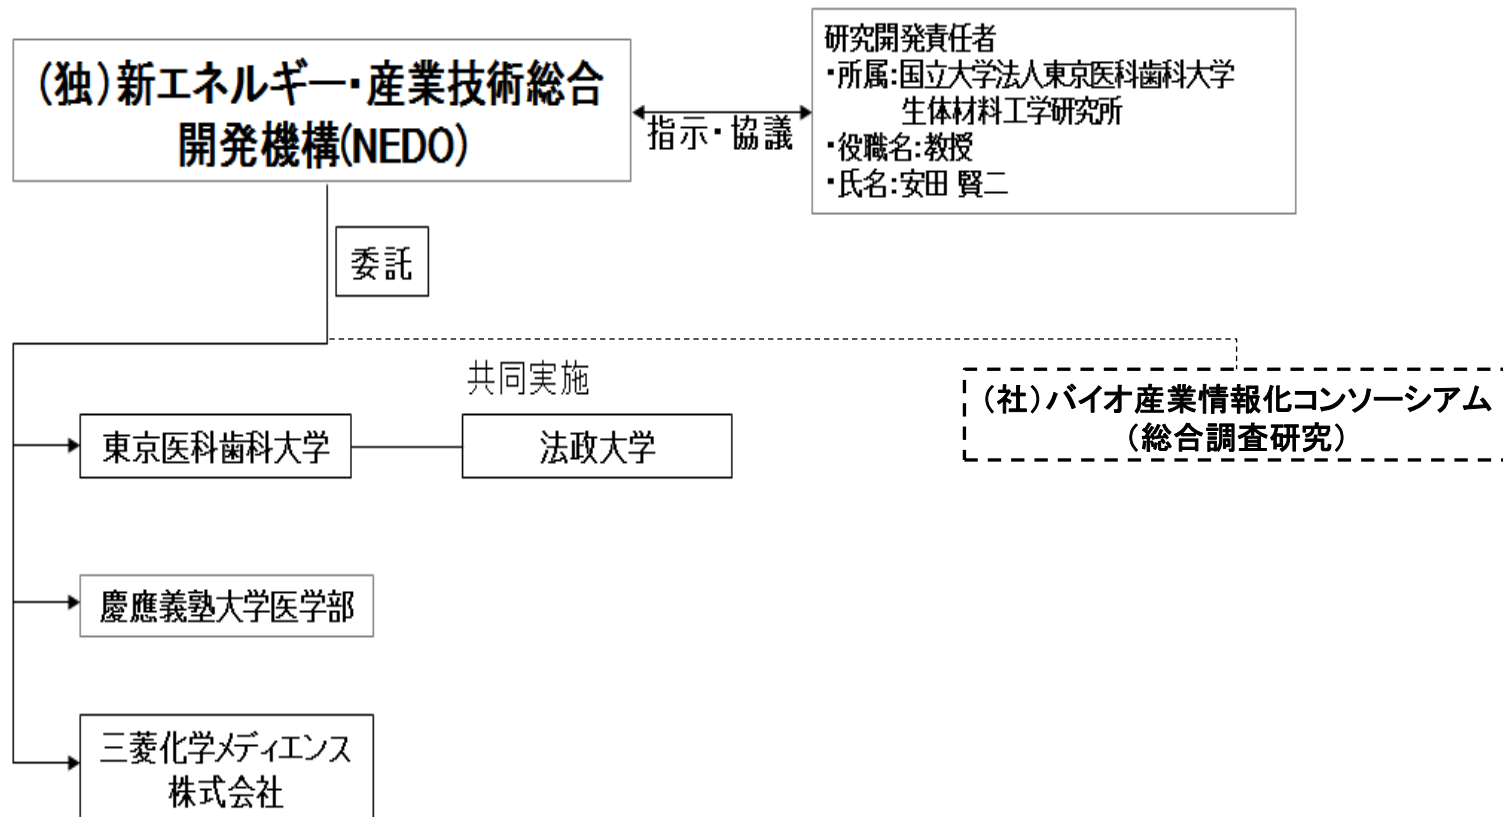 (独)新エネルギー・産業技術総合
開発機構(NEDO)
指示・協議
研究開発責任者
・所属:国立大学法人東京医科歯科大学
生体材料工学研究所
・役職名:教授
・氏名:安田 賢二
委託
共同実施
(社)バイオ産業情報化コンソーシアム
(総合調査研究)
東京医科歯科大学
法政大学
慶應義塾大学医学部
三菱化学メディエンス
株式会社